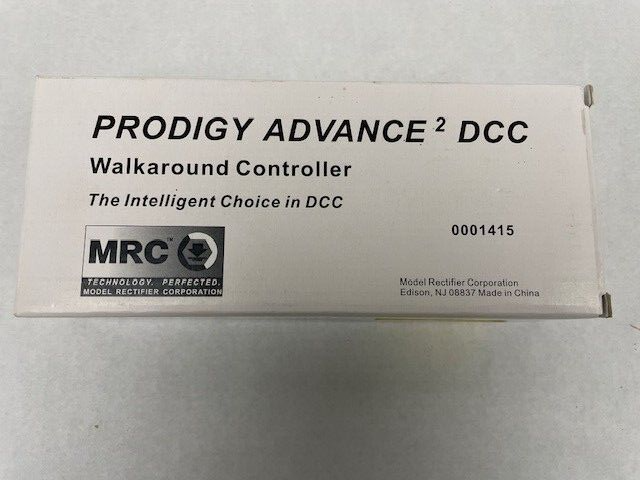 PRODIGY ADVANCE ² DCC
Walkaround Controller
The Intelligent Choice in DCC
0001415
MRC™
TECHNOLOGY. PERFECTED.
MODEL RECTIFIER CORPORATION
Model Rectifier Corporation
Edison, NJ 08837 Made in China